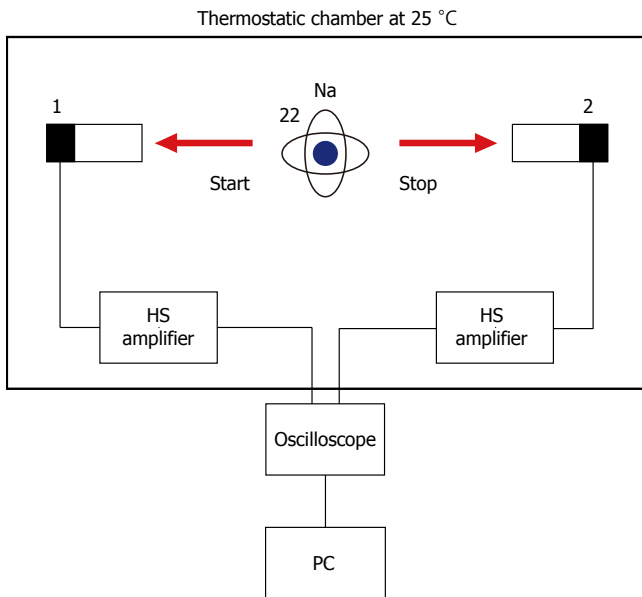 Thermostatic chamber at 25 °C
1
Na
22
2
Start
Stop
HS
amplifier
HS
amplifier
Oscilloscope
PC